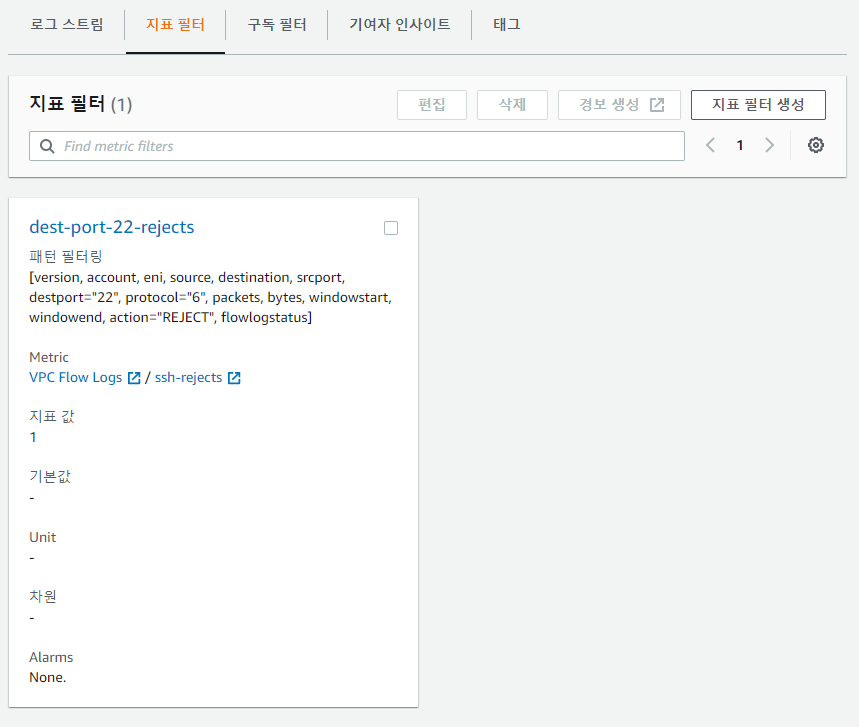 로그 스트림 지표 필터 구독 필터 기여자 인사이트 태그
지표 필터 (1) 편집 삭제 경보 생성 지표 필터 생성
Find metric filters 1
dest-port-22-rejects
패턴 필터링
[version, account, eni, source, destination, srcport,
destport="22", protocol="6", packets, bytes, windowstart,
windowend, action="REJECT", flowlogstatus]
Metric
VPC Flow Logs / ssh-rejects
지표 값
1
기본값
-
Unit
-
차원
-
Alarms
None.